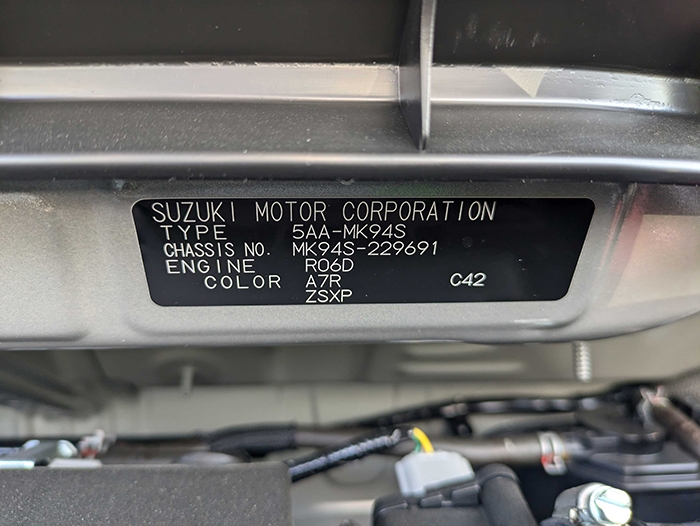 SUZUKI MOTOR CORPORATION
TYPE 5AA-MK94S
CHASSIS NO. MK94S-229691
ENGINE R06D
COLOR A7R C42
ZSXP